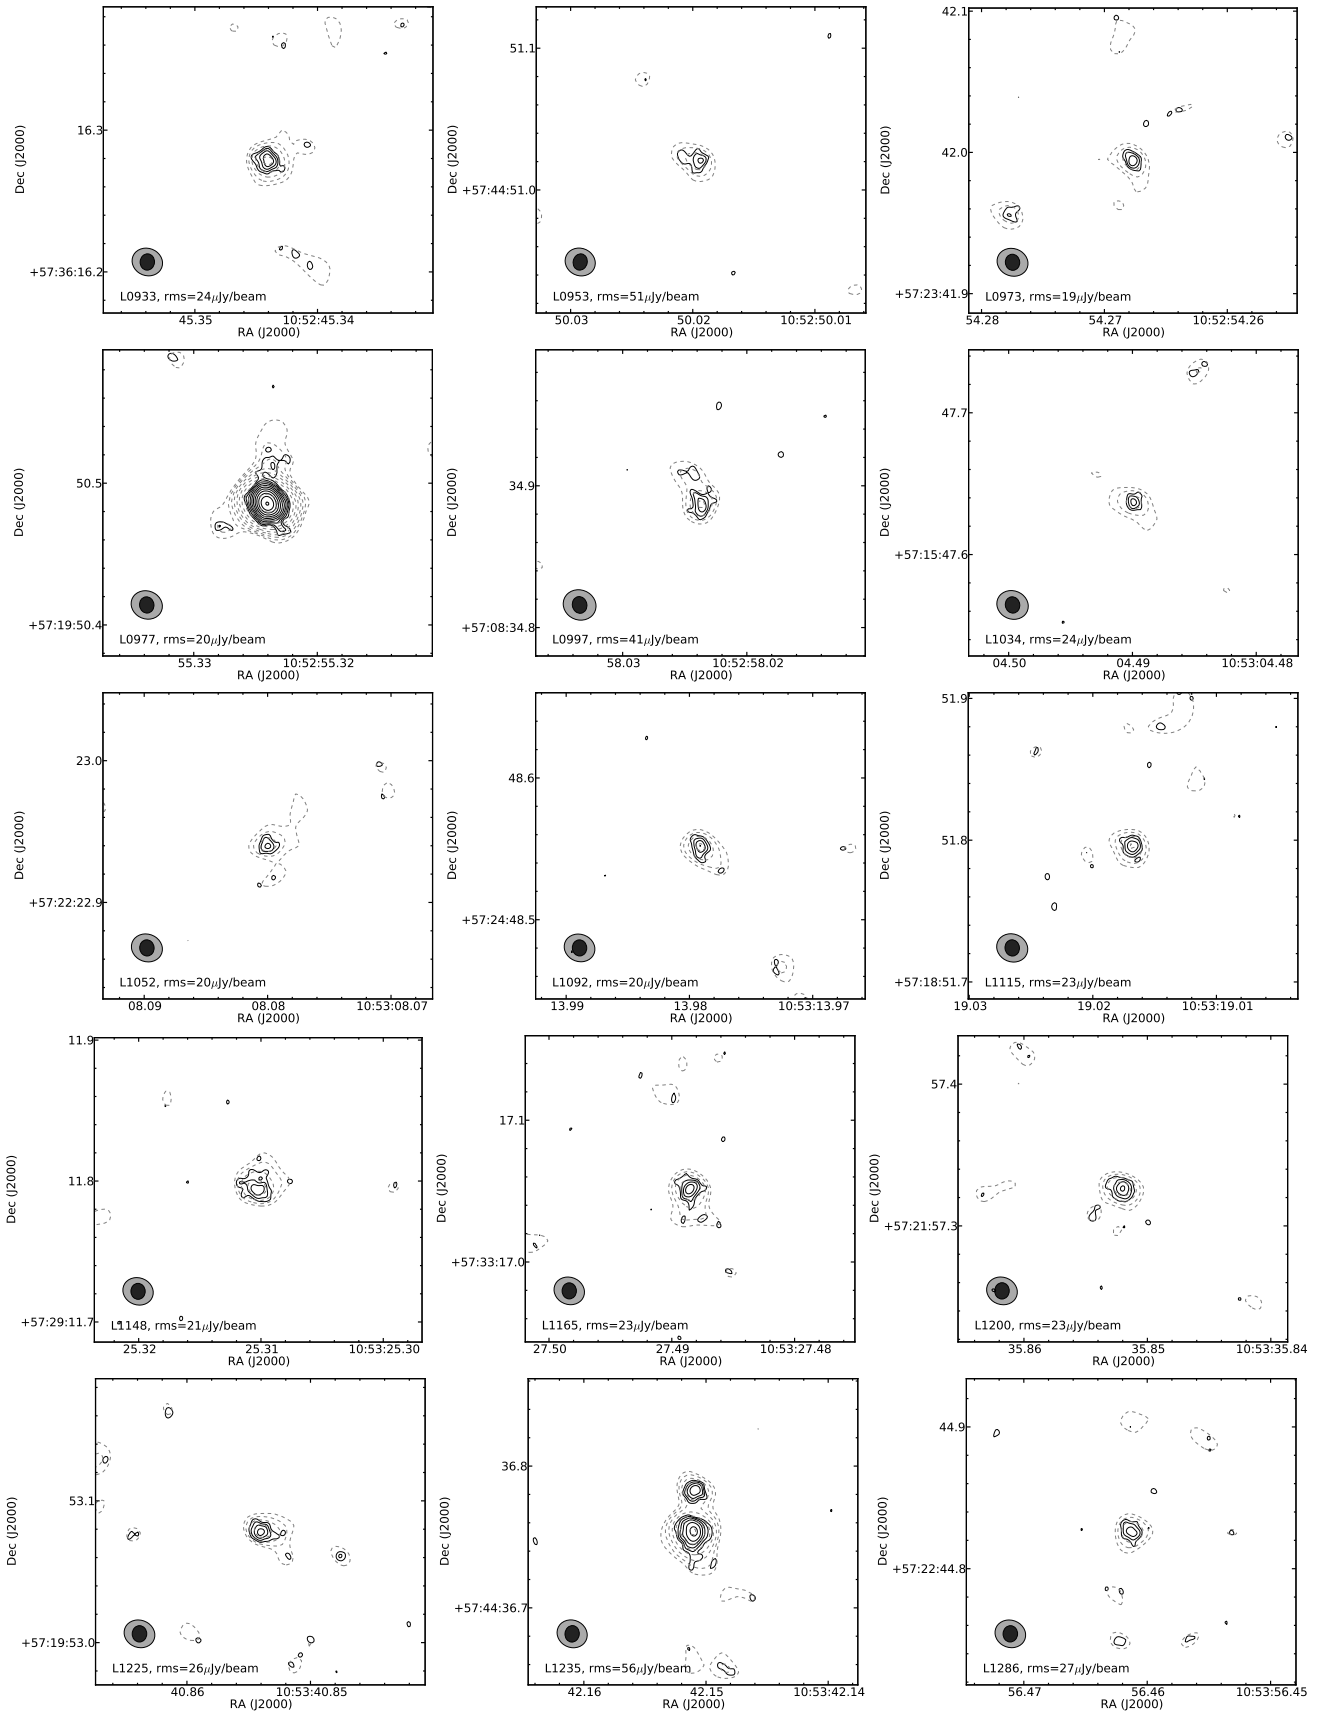 Dec (J2000)
16.3
+57:36:16.2
L0933, rms=24μJy/beam
45.35 10:52:45.34
RA (J2000)
Dec (J2000)
51.1
+57:44:51.0
L0953, rms=51μJy/beam
50.03 50.02 10:52:50.01
RA (J2000)
Dec (J2000)
42.1
42.0
+57:23:41.9
L0973, rms=19μJy/beam
54.28 54.27 10:52:54.26
RA (J2000)
Dec (J2000)
50.5
+57:19:50.4
L0977, rms=20μJy/beam
55.33 10:52:55.32
RA (J2000)
Dec (J2000)
34.9
+57:08:34.8
L0997, rms=41μJy/beam
58.03 10:52:58.02
RA (J2000)
Dec (J2000)
47.7
+57:15:47.6
L1034, rms=24μJy/beam
04.50 04.49 10:53:04.48
RA (J2000)
Dec (J2000)
23.0
+57:22:22.9
L1052, rms=20μJy/beam
08.09 08.08 10:53:08.07
RA (J2000)
Dec (J2000)
48.6
+57:24:48.5
L1092, rms=20μJy/beam
13.99 13.98 10:53:13.97
RA (J2000)
Dec (J2000)
51.9
51.8
+57:18:51.7
L1115, rms=23μJy/beam
19.03 19.02 10:53:19.01
RA (J2000)
Dec (J2000)
11.9
11.8
+57:29:11.7
L1148, rms=21μJy/beam
25.32 25.31 10:53:25.30
RA (J2000)
Dec (J2000)
17.1
+57:33:17.0
L1165, rms=23μJy/beam
27.50 27.49 10:53:27.48
RA (J2000)
Dec (J2000)
57.4
+57:21:57.3
L1200, rms=23μJy/beam
35.86 35.85 10:53:35.84
RA (J2000)
Dec (J2000)
53.1
+57:19:53.0
L1225, rms=26μJy/beam
40.86 10:53:40.85
RA (J2000)
Dec (J2000)
36.8
+57:44:36.7
L1235, rms=56μJy/beam
42.16 42.15 10:53:42.14
RA (J2000)
Dec (J2000)
44.9
+57:22:44.8
L1286, rms=27μJy/beam
56.47 56.46 10:53:56.45
RA (J2000)